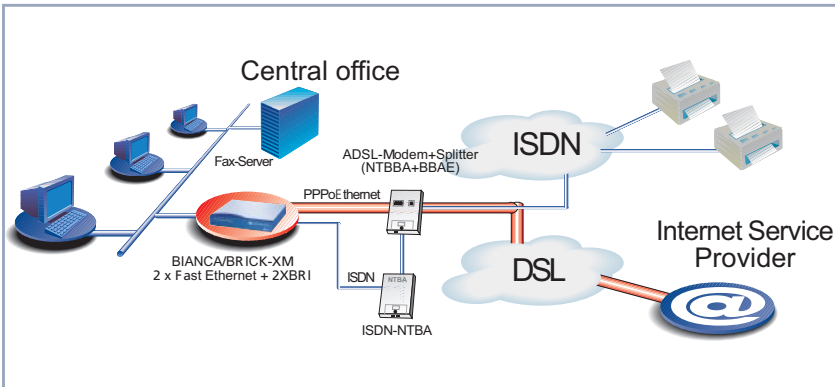 Central office
Fax-Server
ADSL-Modem+Splitter
(NTBBA+BBAE)
ISDN
PPPoEthernet
BIANCA/BRICK-XM
2 x Fast Ethernet + 2XBRI
ISDN
NTBA
ISDN-NTBA
DSL
Internet Service
Provider
@